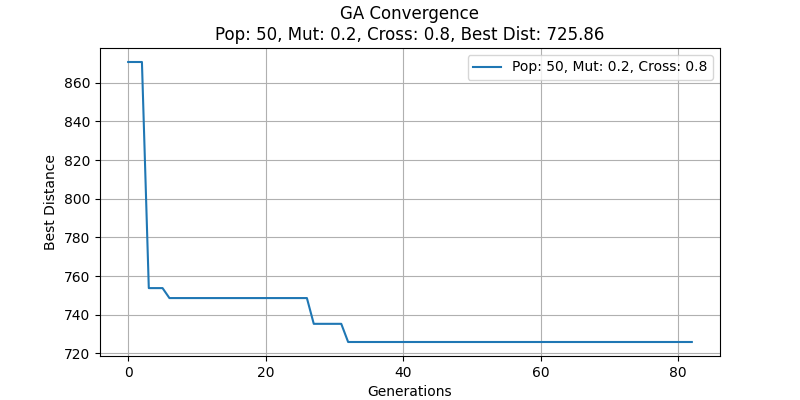 GA Convergence
Pop: 50, Mut: 0.2, Cross: 0.8, Best Dist: 725.86
Pop: 50, Mut: 0.2, Cross: 0.8
860
840
820
800
780
760
740
720
Best Distance
0 20 40 60 80
Generations